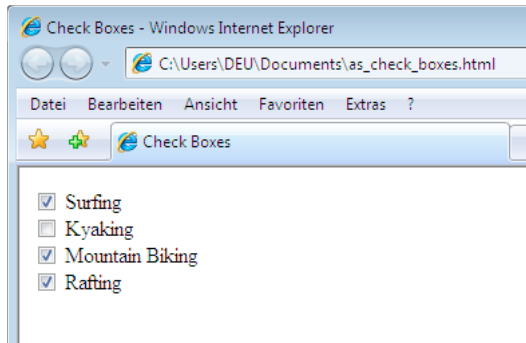 Check Boxes - Windows Internet Explorer
C:\Users\DEU\Documents\as_check_boxes.html
Datei Bearbeiten Ansicht Favoriten Extras ?
Check Boxes
Surfing
Kyaking
Mountain Biking
Rafting